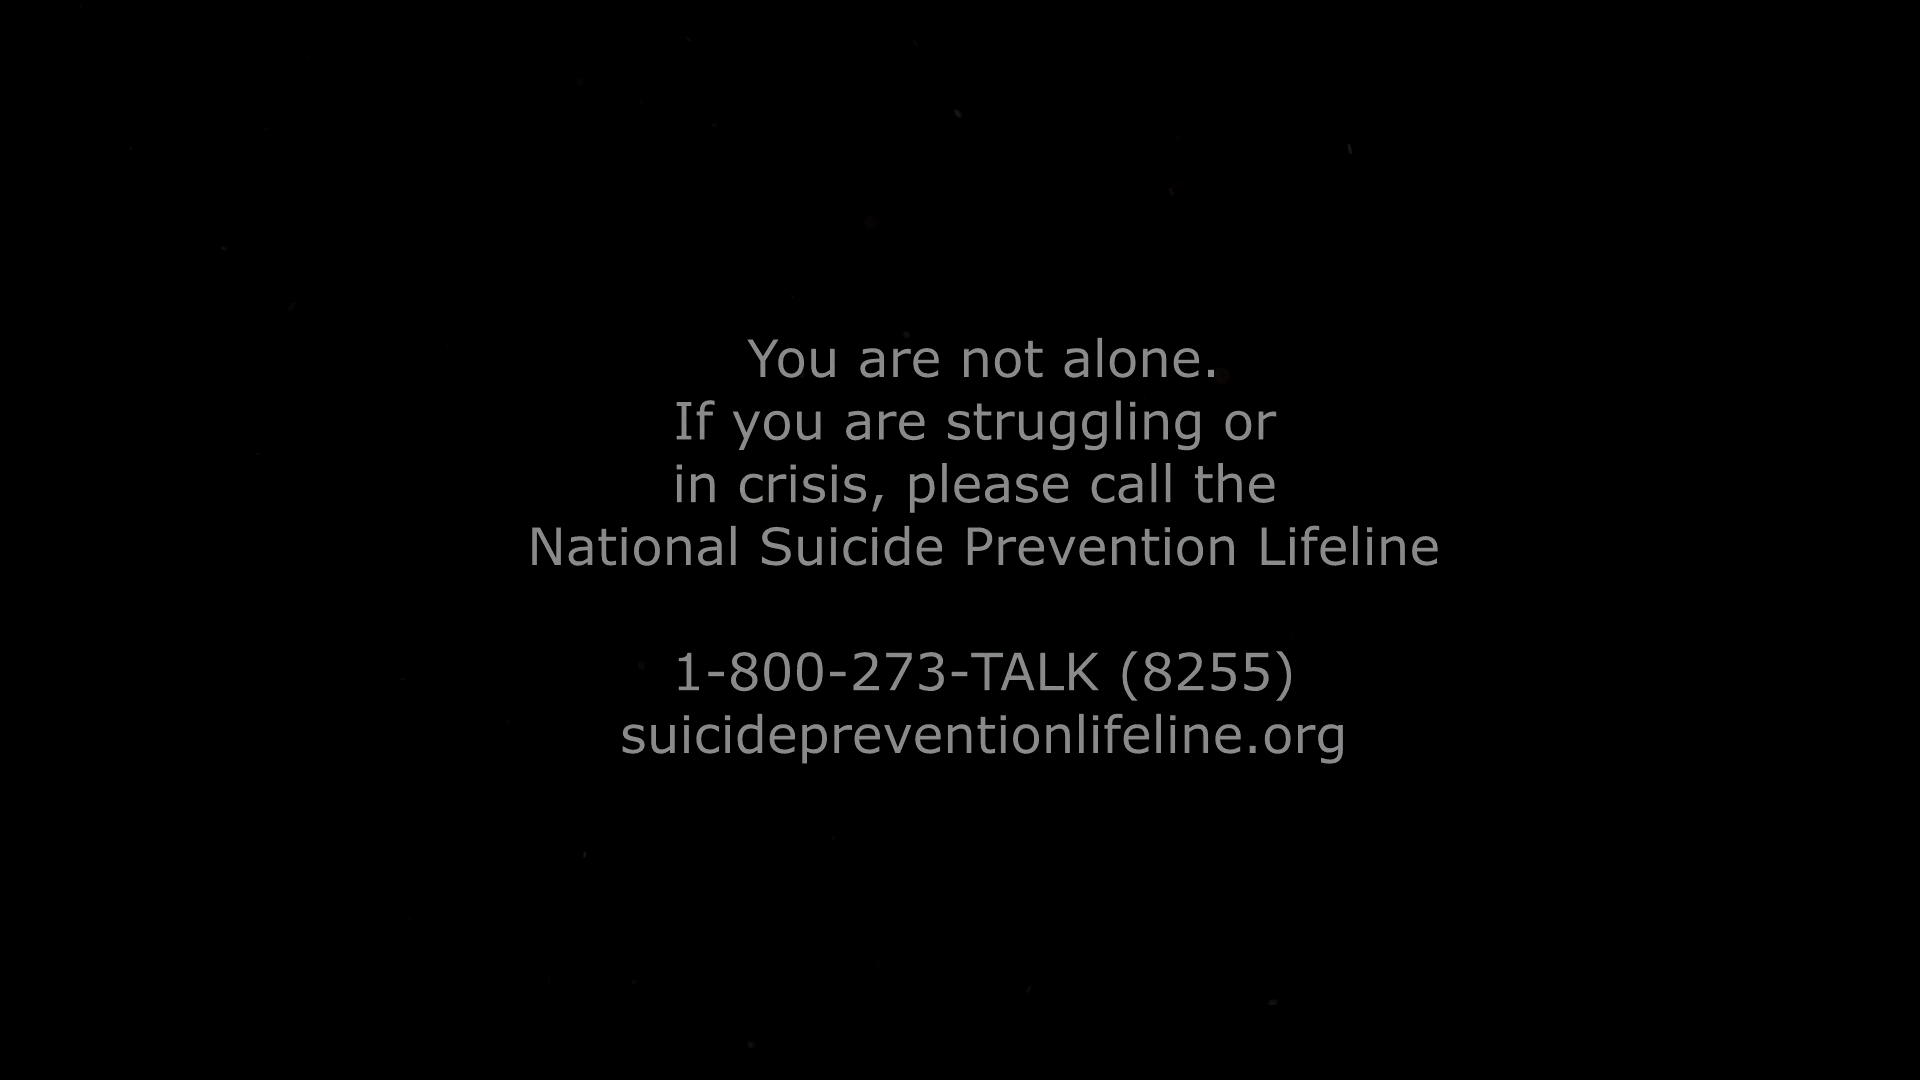 You are not alone.
If you are struggling or
in crisis, please call the
National Suicide Prevention Lifeline
1-800-273-TALK (8255)
suicidepreventionlifeline.org